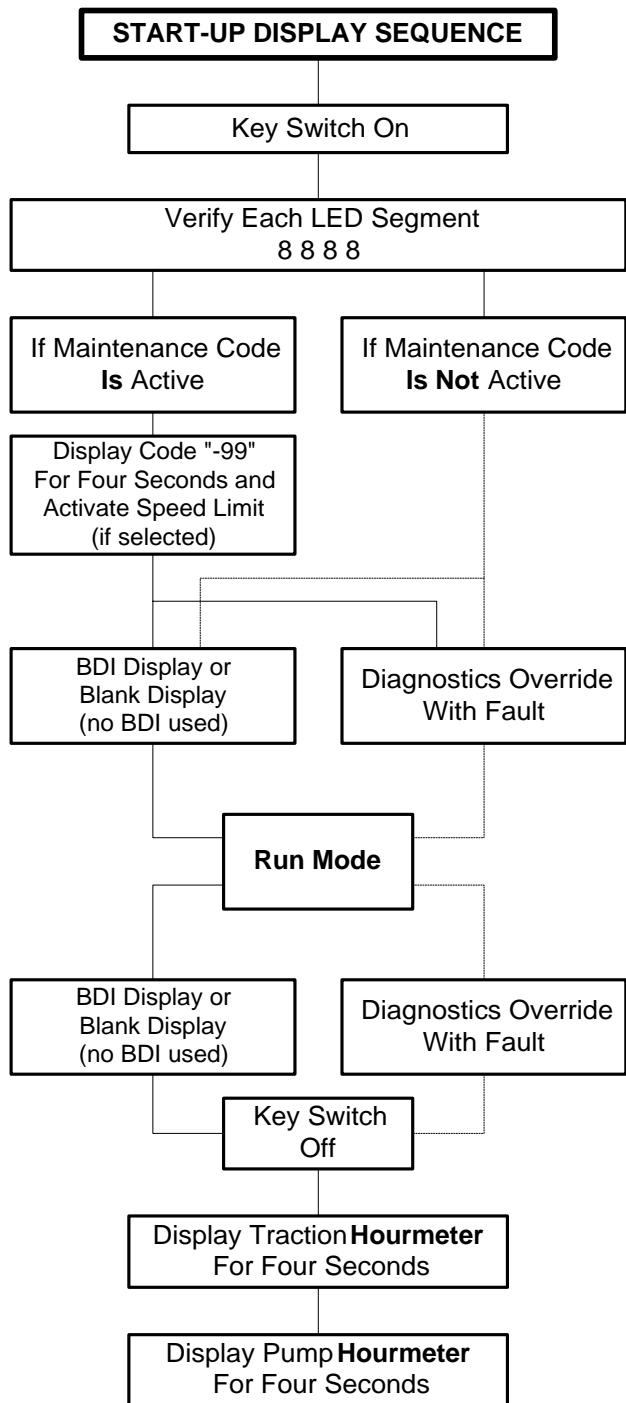 START-UP DISPLAY SEQUENCE
Key Switch On
Verify Each LED Segment
8 8 8 8
If Maintenance Code
Is Active
If Maintenance Code
Is Not Active
Display Code "-99"
For Four Seconds and
Activate Speed Limit
(if selected)
BDI Display or
Blank Display
(no BDI used)
Diagnostics Override
With Fault
Run Mode
BDI Display or
Blank Display
(no BDI used)
Diagnostics Override
With Fault
Key Switch
Off
Display Traction Hourmeter
For Four Seconds
Display Pump Hourmeter
For Four Seconds